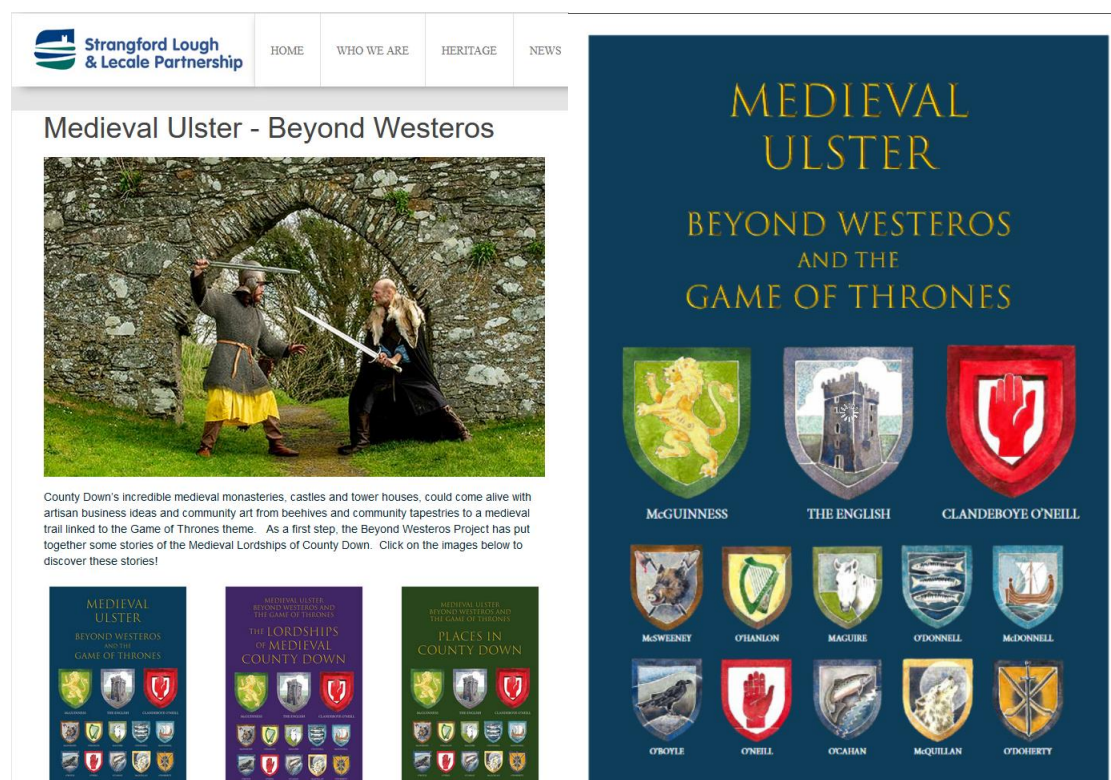 Strangford Lough
& Lecale Partnership
HOME
WHO WE ARE
HERITAGE
NEWS
Medieval Ulster - Beyond Westeros
County Down's incredible medieval monasteries, castles and tower houses, could come alive with
artisan business ideas and community art from beehives and community tapestries to a medieval
trail linked to the Game of Thrones theme.   As a first step, the Beyond Westeros Project has put
together some stories of the Medieval Lordships of County Down.  Click on the images below to
discover these stories!
MEDIEVAL
ULSTER
BEYOND WESTEROS
AND THE
GAME OF THRONES
MEDIEVAL ULSTER
BEYOND WESTEROS AND
THE GAME OF THRONES
THE LORDSHIPS
OF MEDIEVAL
COUNTY DOWN
MEDIEVAL ULSTER
BEYOND WESTEROS AND
THE GAME OF THRONES
PLACES IN
COUNTY DOWN
MEDIEVAL
ULSTER
BEYOND WESTEROS
AND THE
GAME OF THRONES
McGUINNESS
THE ENGLISH
CLANDEBOYE O'NEILL
McSWEENEY
O'HANLON
MAGUIRE
O'DONNELL
McDONNELL
O'BOYLE
O'NEILL
O'CAHAN
McQUILLAN
O'DOHERTY